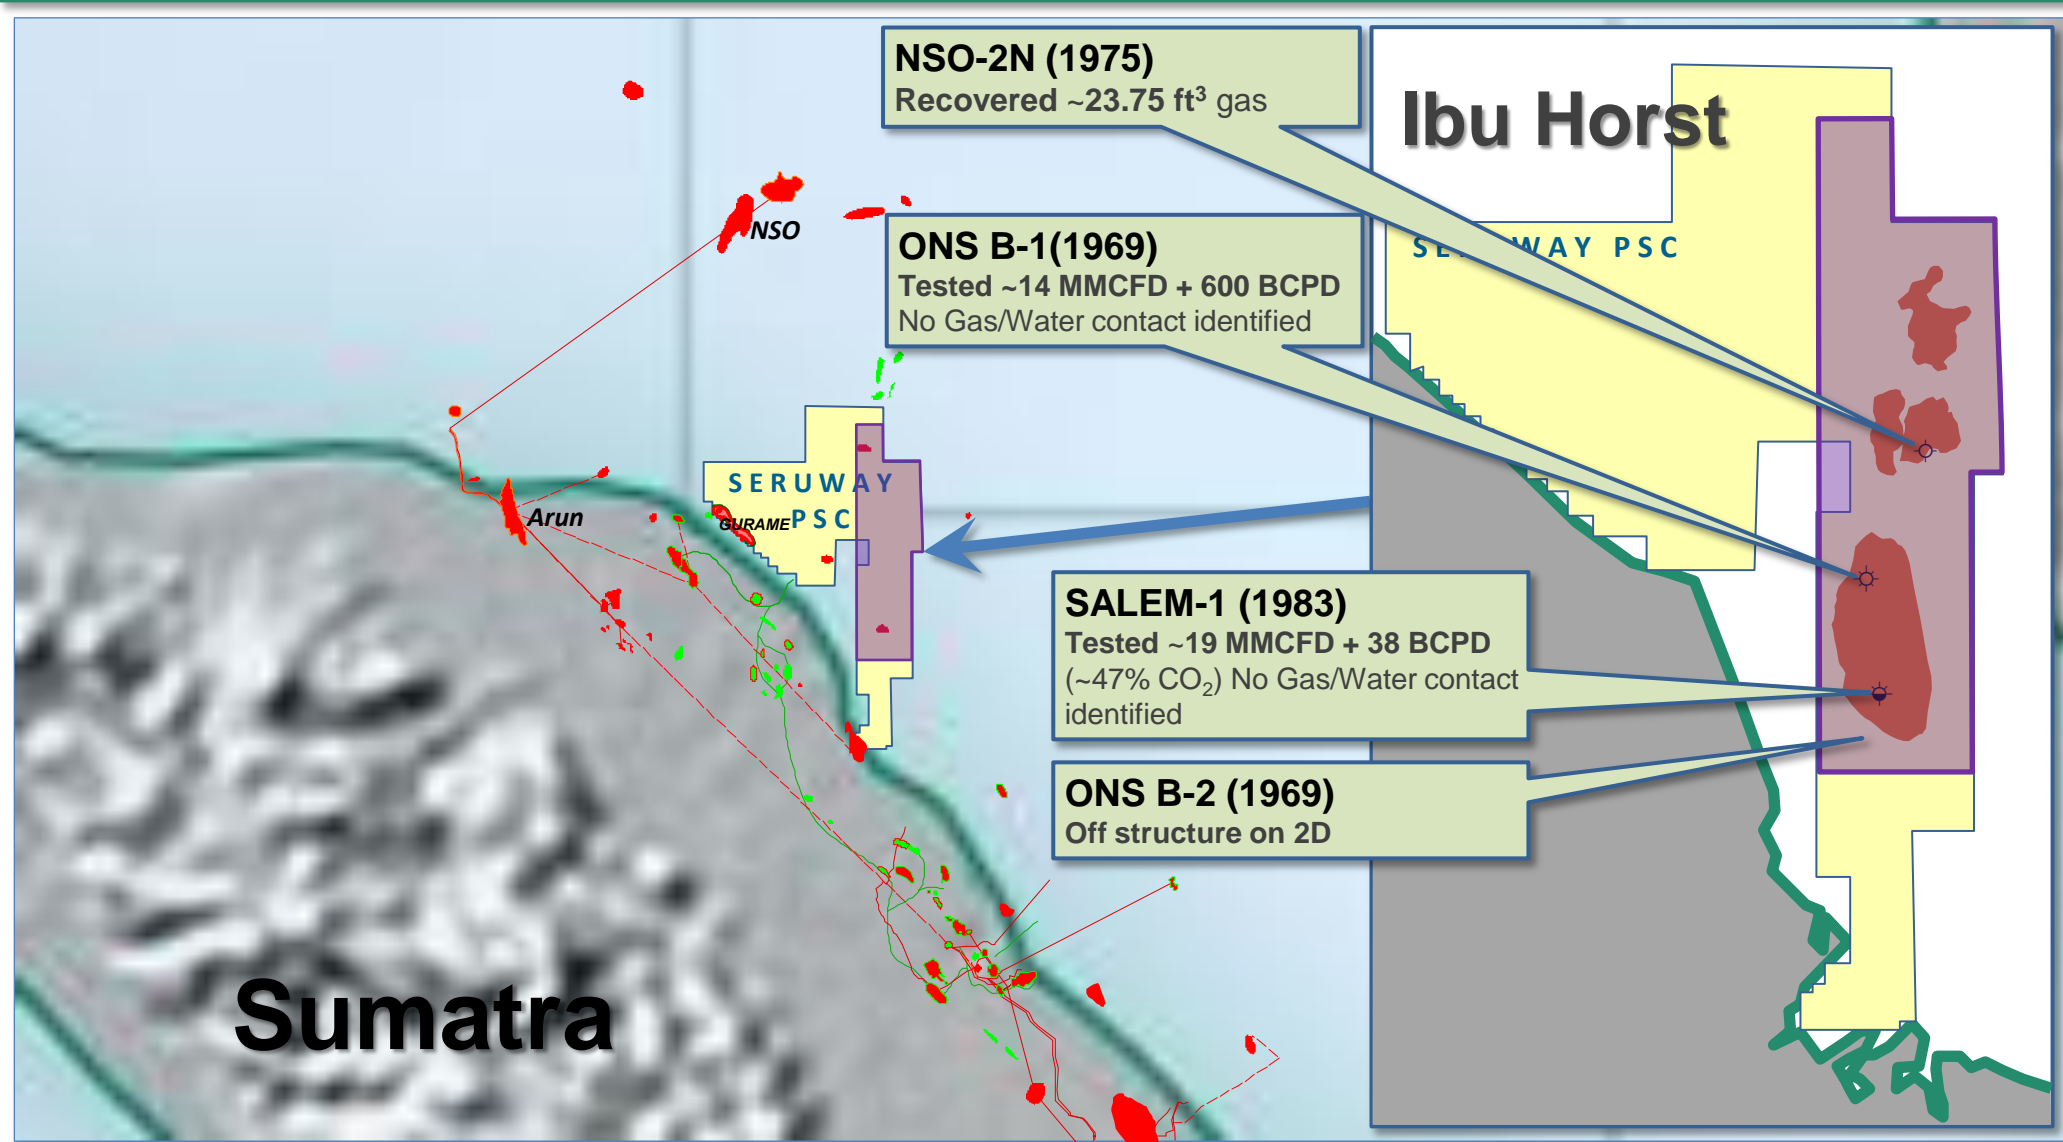 NSO-2N (1975)
Recovered ~23.75 ft³ gas
Ibu Horst
NSO
ONS B-1(1969)
Tested ~14 MMCFD + 600 BCPD
No Gas/Water contact identified
SERUWAY PSC
SERUWAY
PSC
GURAME
Arun
SALEM-1 (1983)
Tested ~19 MMCFD + 38 BCPD
(~47% CO₂) No Gas/Water contact
identified
ONS B-2 (1969)
Off structure on 2D
Sumatra